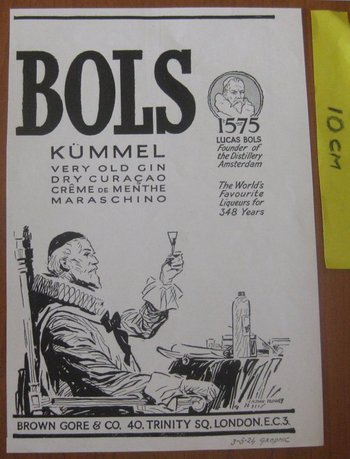 BOLS
KÜMMEL
VERY OLD GIN
DRY CURAÇAO
CRÊME DE MENTHE
MARASCHINO
1575
LUCAS BOLS
Founder of
the Distillery
Amsterdam
The World's
Favourite
Liqueurs for
348 Years
10 CM
BROWN GORE & CO, 40, TRINITY SQ, LONDON, E.C.3.
3-5-24 GRAPHIC